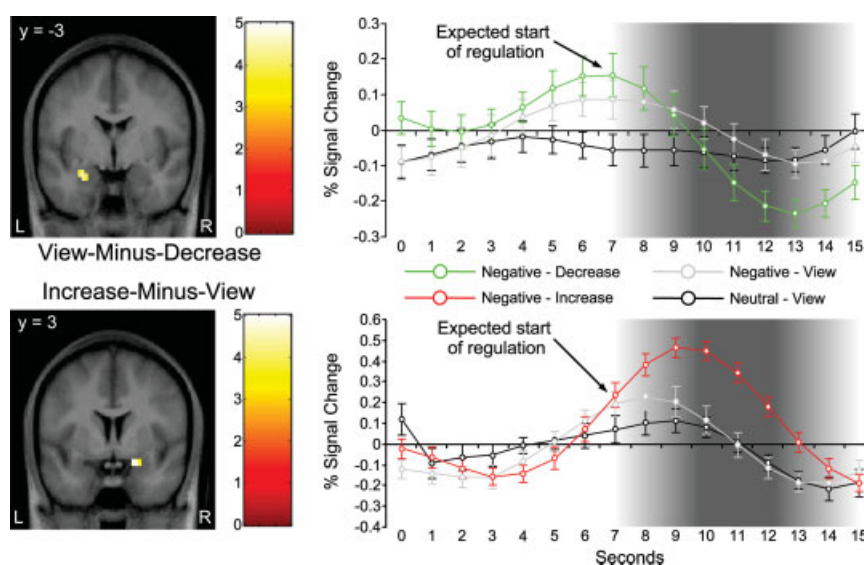 y = -3
L
R
5
4
3
2
1
0
View-Minus-Decrease
% Signal Change
0.3
0.2
0.1
0
-0.1
-0.2
0.3
Expected start
of regulation
0 1 2 3 4 5 6 7 8 9 10 11 12 13 14 15
Negative - Decrease
Negative - View
Negative - Increase
Neutral - View
Increase-Minus-View
y = 3
L
R
5
4
3
2
1
0
% Signal Change
0.6
0.5
0.4
0.3
0.2
0.1
0
-0.1
-0.2
-0.3
-0.4
Expected start
of regulation
0 1 2 3 4 5 6 7 8 9 10 11 12 13 14 15
Seconds